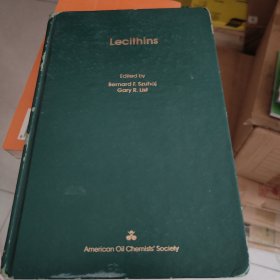 Lecithins
Edited by
Bernard F. Szuhaj
Gary R. List
American Oil Chemists' Society